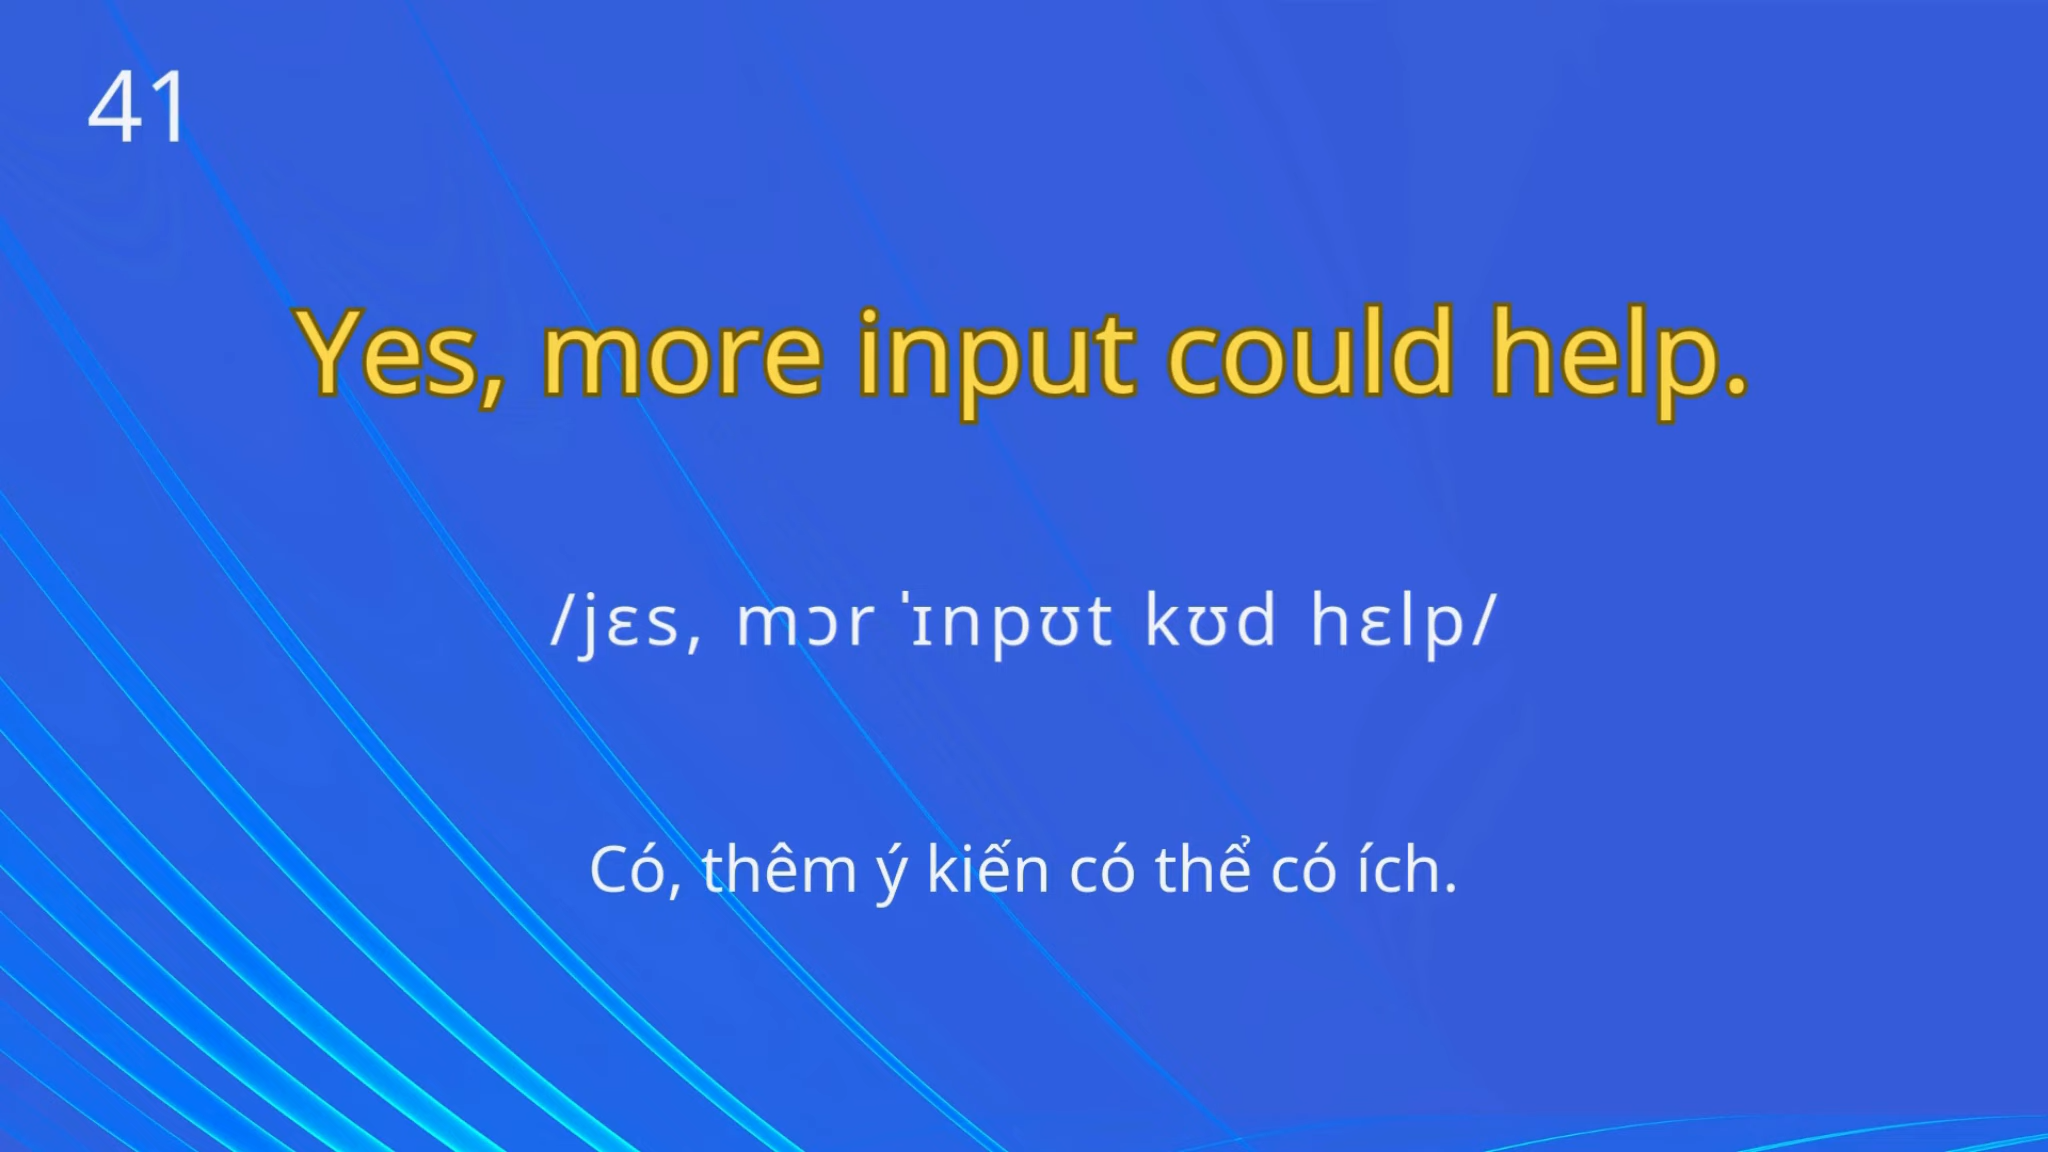 41
Yes, more input could help.
/jɛs, mɔr ˈɪnpʊt kʊd hɛlp/
Có, thêm ý kiến có thể có ích.